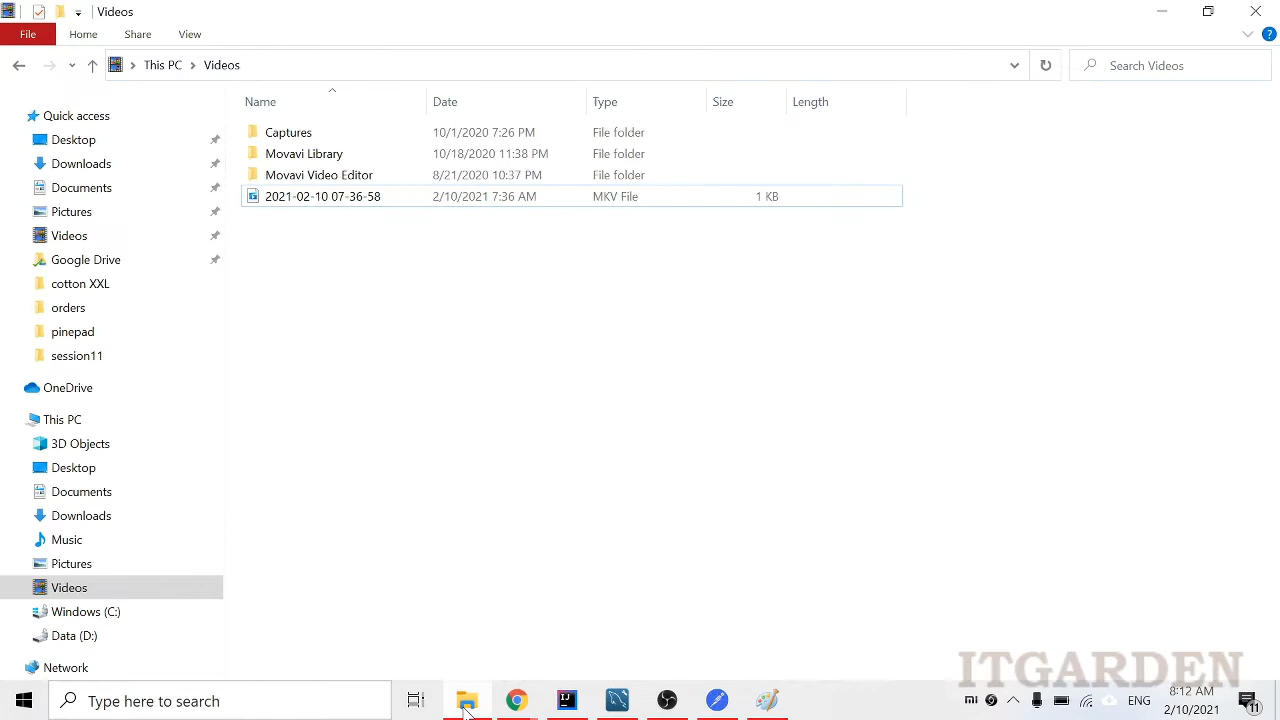 Videos
File Home Share View
?
This PC Videos Search Videos
Name Date Type Size Length
Captures 10/1/2020 7:26 PM File folder
Movavi Library 10/18/2020 11:38 PM File folder
Movavi Video Editor 8/21/2020 10:37 PM File folder
2021-02-10 07-36-58 2/10/2021 7:36 AM MKV File 1 KB
Quick access
Desktop
Downloads
Documents
Pictures
Videos
Google Drive
cotton XXL
orders
pinepad
session11
OneDrive
This PC
3D Objects
Desktop
Documents
Downloads
Music
Pictures
Videos
Windows (C:)
Data (D:)
Network
ITGARDEN
Type here to search
IJ
mi
ENG
8:12 AM
2/10/2021
11